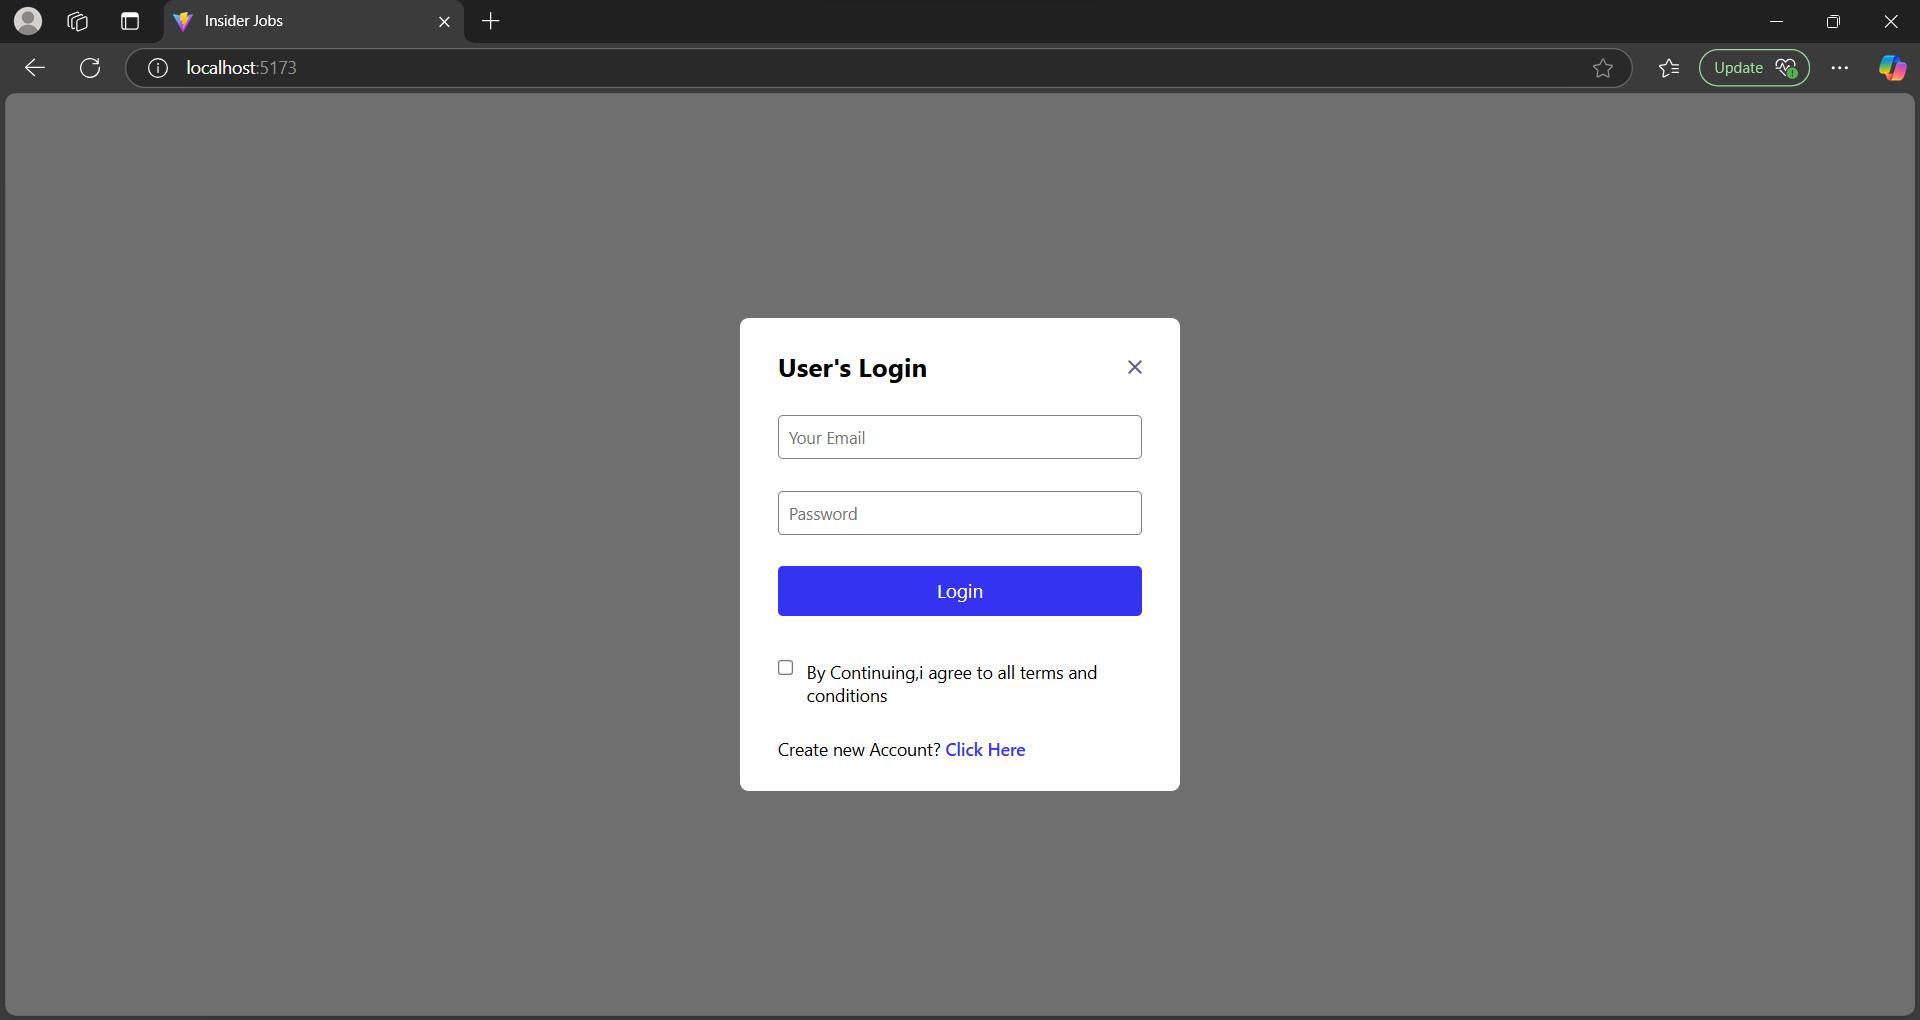 Insider Jobs
localhost:5173
Update
User's Login
Your Email
Password
Login
By Continuing,i agree to all terms and
conditions
Create new Account? Click Here